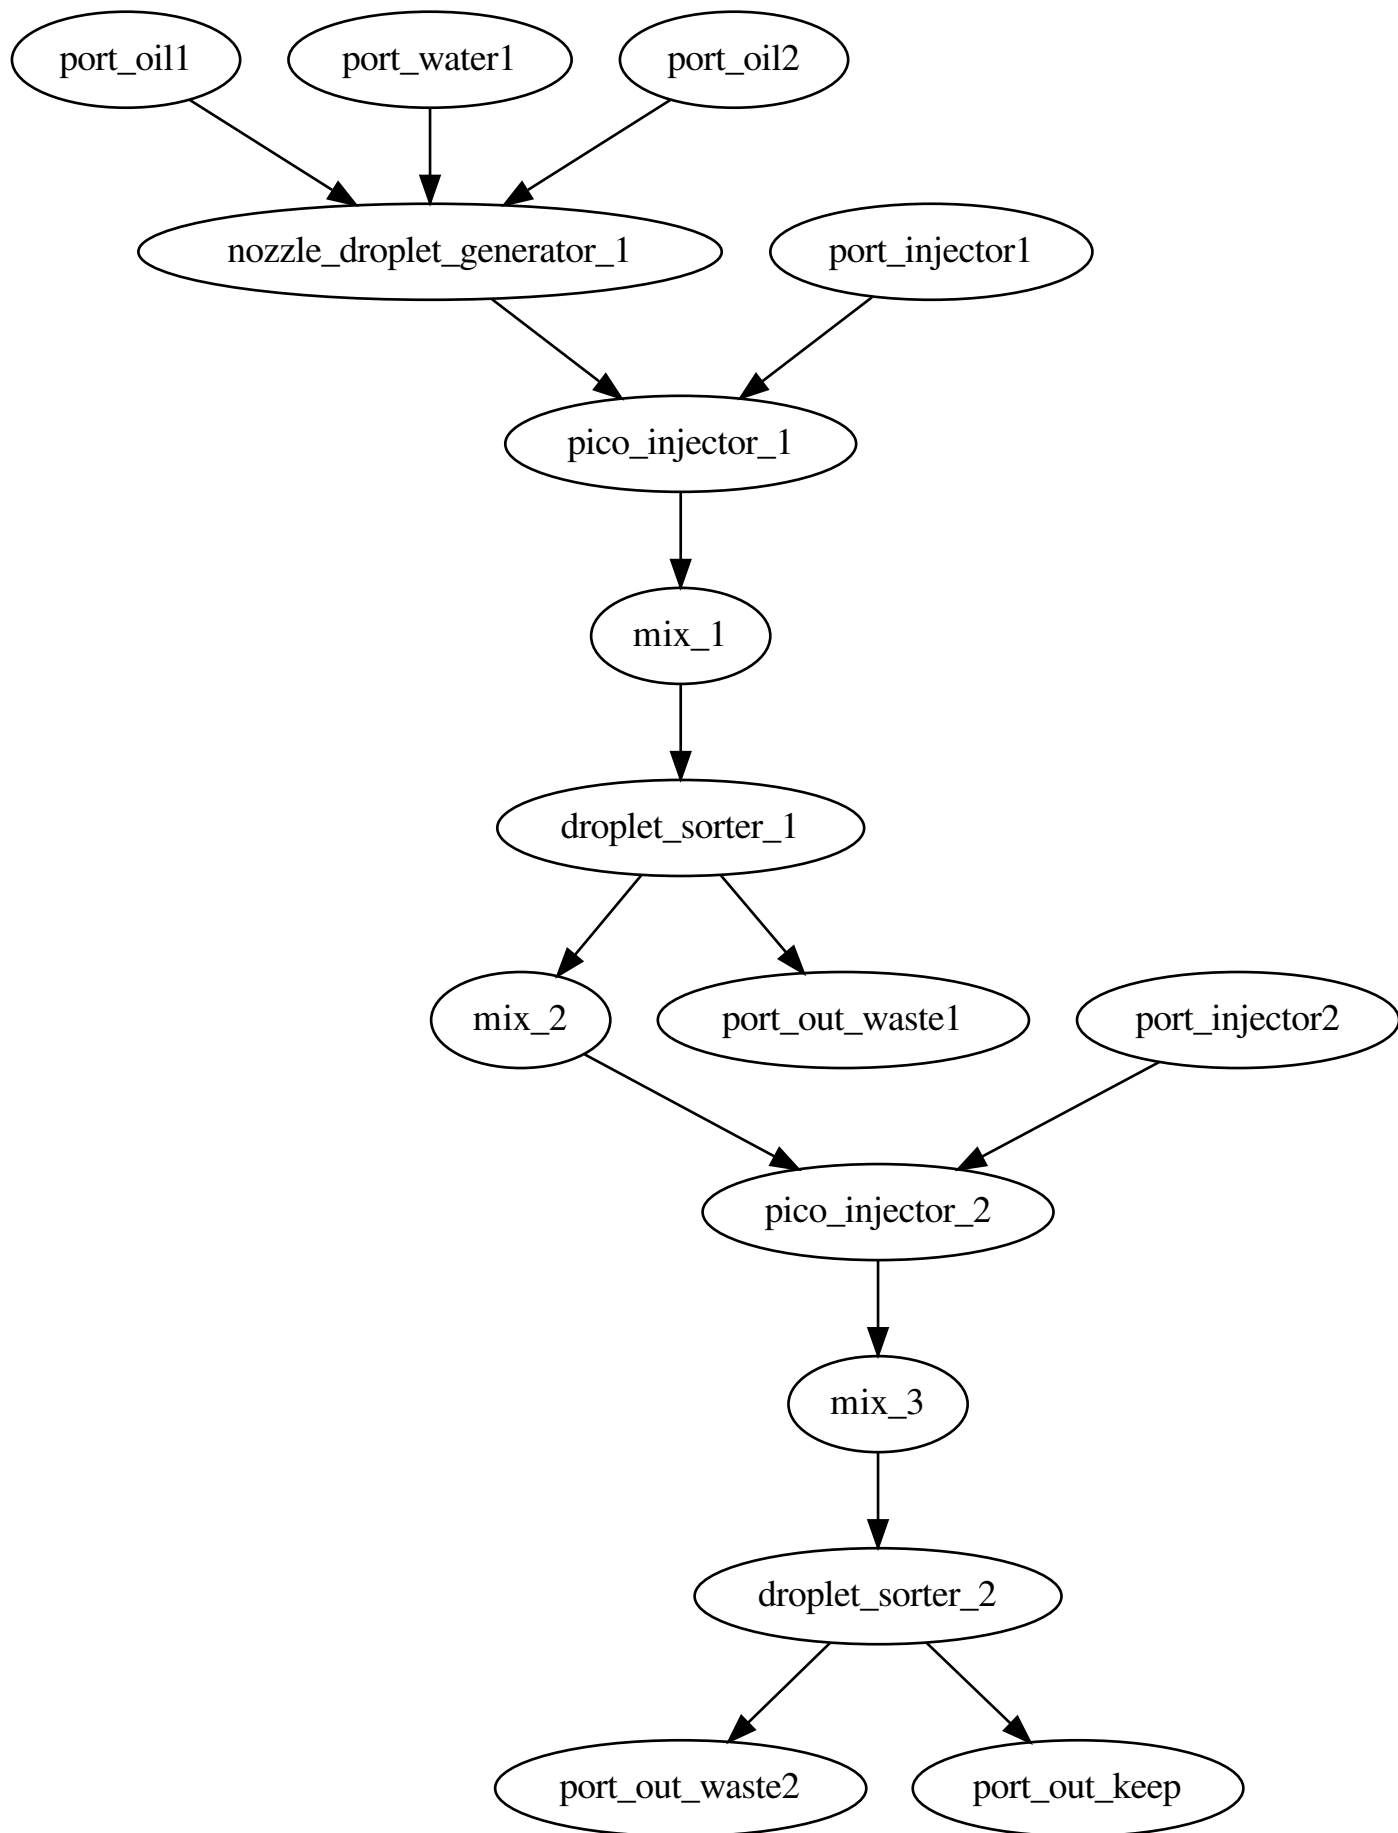 port_oil1
port_water1
port_oil2
nozzle_droplet_generator_1
port_injector1
pico_injector_1
mix_1
droplet_sorter_1
mix_2
port_out_waste1
port_injector2
pico_injector_2
mix_3
droplet_sorter_2
port_out_waste2
port_out_keep